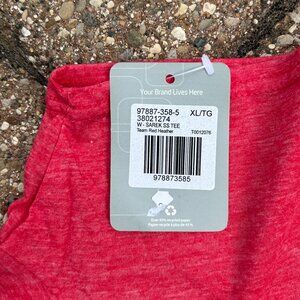 Your Brand Lives Here
97887-358-5 XL/TG
38021274
W - SAREK SS TEE
Team Red Heather T0012076
978873585